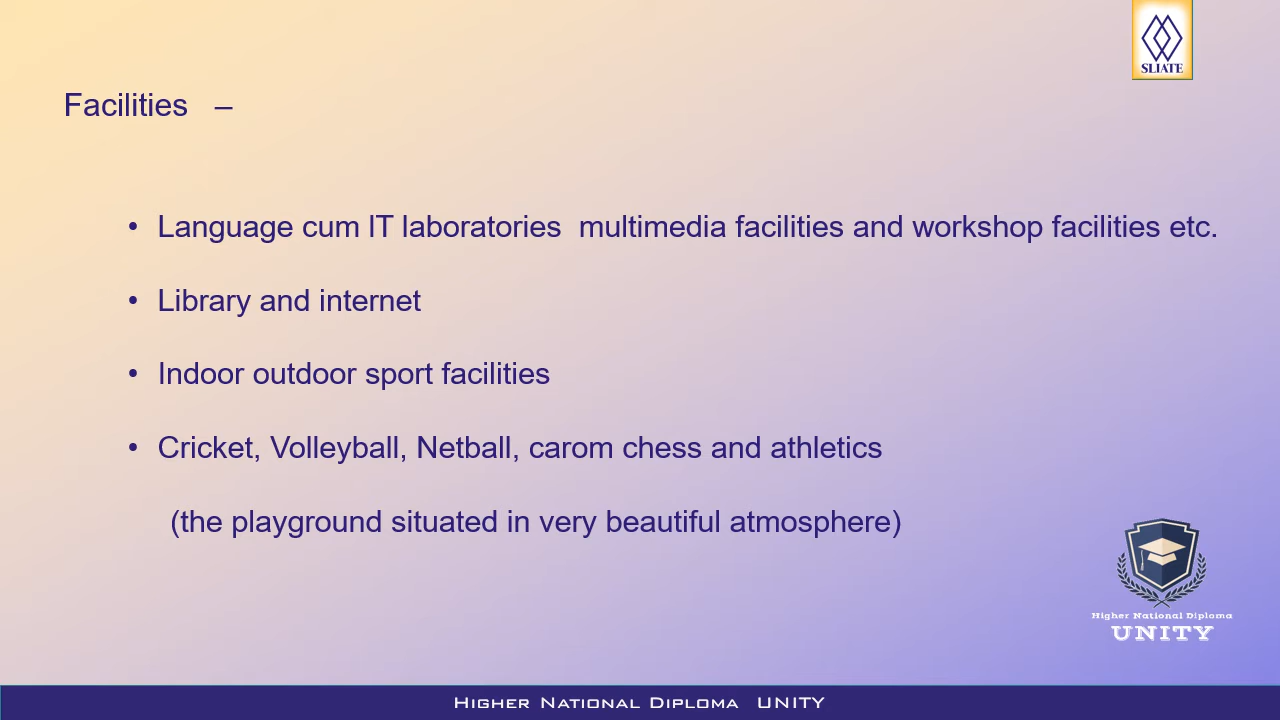 SLIATE
Facilities –
• Language cum IT laboratories multimedia facilities and workshop facilities etc.
• Library and internet
• Indoor outdoor sport facilities
• Cricket, Volleyball, Netball, carom chess and athletics
(the playground situated in very beautiful atmosphere)
Higher National Diploma
UNITY
Higher National Diploma UNITY